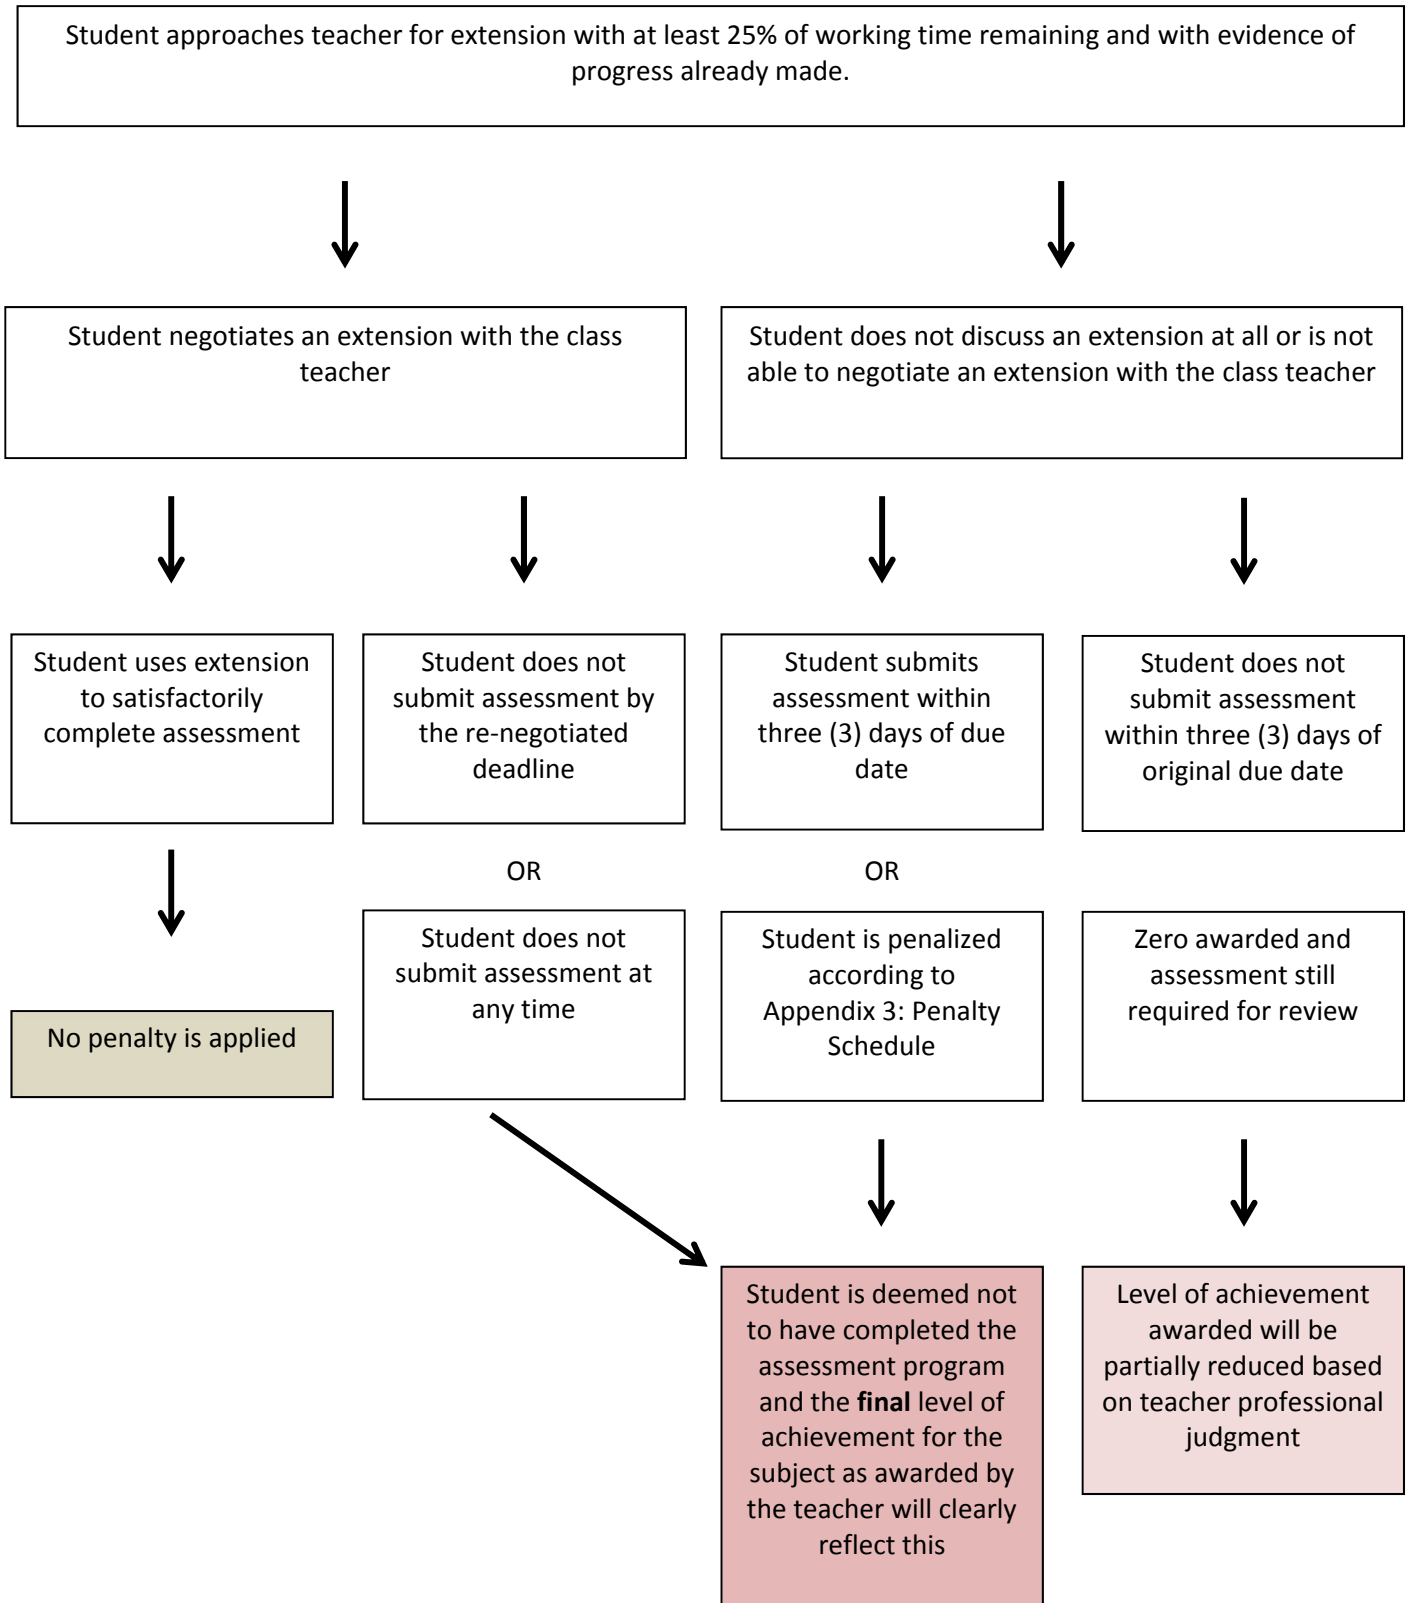 Student approaches teacher for extension with at least 25% of working time remaining and with evidence of
progress already made.
Student negotiates an extension with the class
teacher
Student does not discuss an extension at all or is not
able to negotiate an extension with the class teacher
Student uses extension
to satisfactorily
complete assessment
Student does not
submit assessment by
the re-negotiated
deadline
Student submits
assessment within
three (3) days of due
date
Student does not
submit assessment
within three (3) days of
original due date
OR
OR
No penalty is applied
Student does not
submit assessment at
any time
Student is penalized
according to
Appendix 3: Penalty
Schedule
Zero awarded and
assessment still
required for review
Student is deemed not
to have completed the
assessment program
and the final level of
achievement for the
subject as awarded by
the teacher will clearly
reflect this
Level of achievement
awarded will be
partially reduced based
on teacher professional
judgment